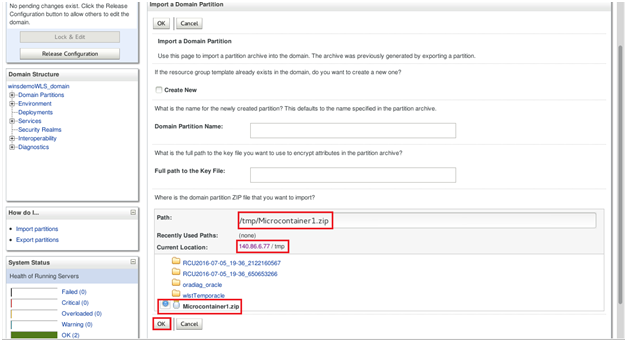 No pending changes exist. Click the Release
Configuration button to allow others to edit the
domain.
Lock & Edit
Release Configuration
Domain Structure
winsdemoWLS_domain
Domain Partitions
Environment
Deployments
Services
Security Realms
Interoperability
Diagnostics
How do I...
Import partitions
Export partitions
System Status
Health of Running Servers
Failed (0)
Critical (0)
Overloaded (0)
Warning (0)
OK (2)
Import a Domain Partition
OK Cancel
Import a Domain Partition
Use this page to import a partition archive into the domain. The archive was previously generated by exporting a partition.
If the resource group template already exists in the domain, do you want to create a new one?
Create New
What is the name for the newly created partition? This defaults to the name specified in the partition archive.
Domain Partition Name:
What is the full path to the key file you want to use to encrypt attributes in the partition archive?
Full path to the Key File:
Where is the domain partition ZIP file that you want to import?
Path: /tmp/Microcontainer1.zip
Recently Used Paths: (none)
Current Location: 140.86.6.77 / tmp
RCU2016-07-05_19-36_2122160567
RCU2016-07-05_19-36_650653266
oradiag_oracle
wlstTemporacle
Microcontainer1.zip
OK Cancel